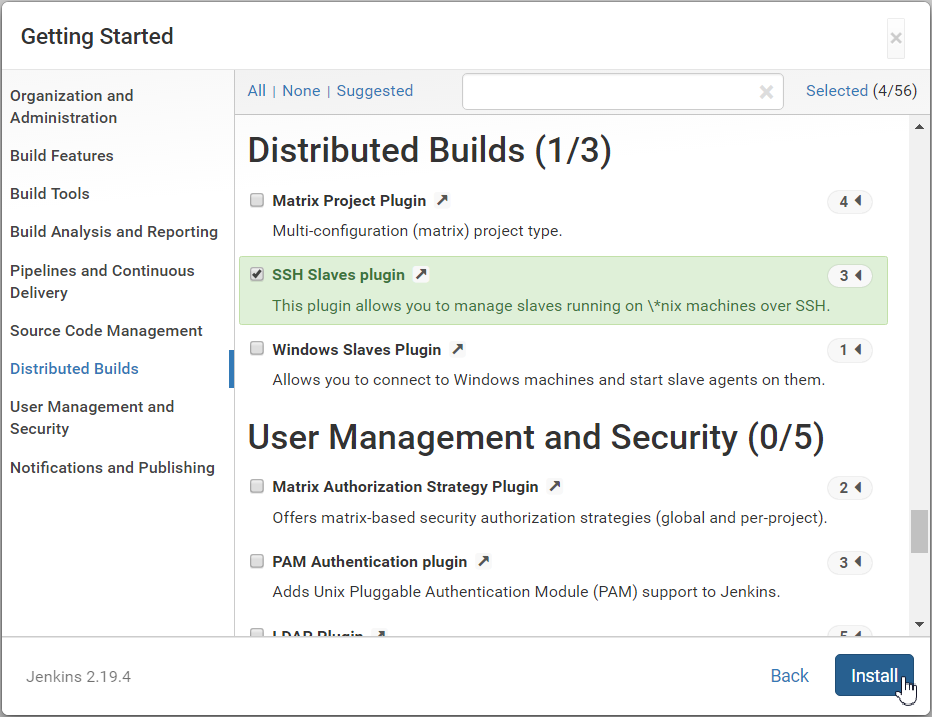 Getting Started
×
All | None | Suggested
Selected (4/56)
Organization and
Administration
Build Features
Build Tools
Build Analysis and Reporting
Pipelines and Continuous
Delivery
Source Code Management
Distributed Builds
User Management and
Security
Notifications and Publishing
Distributed Builds (1/3)
Matrix Project Plugin
4
Multi-configuration (matrix) project type.
SSH Slaves plugin
3
This plugin allows you to manage slaves running on \*nix machines over SSH.
Windows Slaves Plugin
1
Allows you to connect to Windows machines and start slave agents on them.
User Management and Security (0/5)
Matrix Authorization Strategy Plugin
2
Offers matrix-based security authorization strategies (global and per-project).
PAM Authentication plugin
3
Adds Unix Pluggable Authentication Module (PAM) support to Jenkins.
LDAP Plugin
5
Jenkins 2.19.4
Back
Install